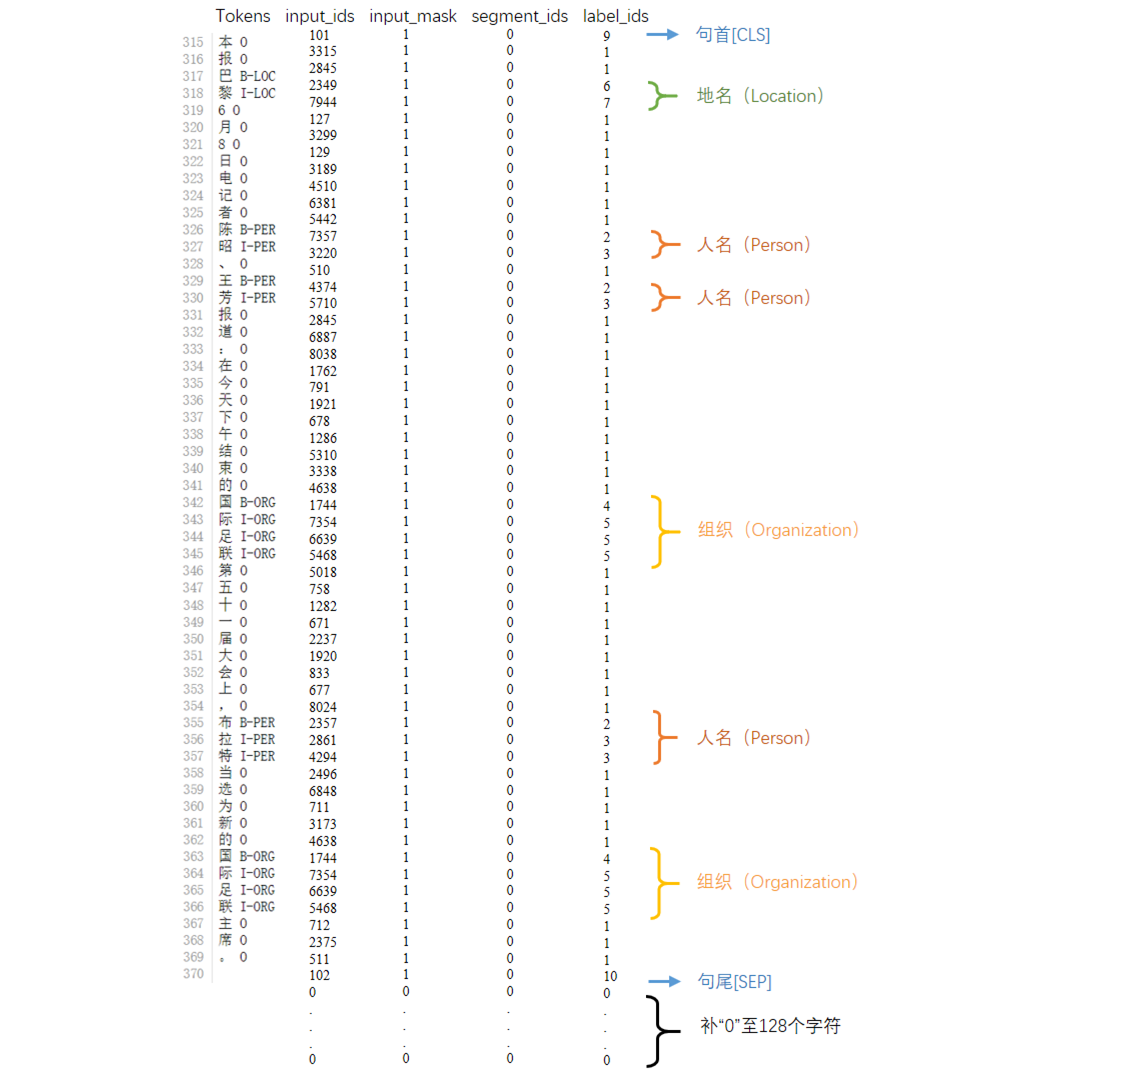 Tokens input_ids input_mask segment_ids label_ids
101 1 0 9 句首[CLS]
315 本 O 3315 1 0 1
316 报 O 2845 1 0 1
317 巴 B-LOC 2349 1 0 6
318 黎 I-LOC 7944 1 0 7 地名（Location）
319 6 O 127 1 0 1
320 月 O 3299 1 0 1
321 8 O 129 1 0 1
322 日 O 3189 1 0 1
323 电 O 4510 1 0 1
324 记 O 6381 1 0 1
325 者 O 5442 1 0 1
326 陈 B-PER 7357 1 0 2
327 昭 I-PER 3220 1 0 3 人名（Person）
328 、 O 510 1 0 1
329 王 B-PER 4374 1 0 2
330 芳 I-PER 5710 1 0 3 人名（Person）
331 报 O 2845 1 0 1
332 道 O 6887 1 0 1
333 ： O 8038 1 0 1
334 在 O 1762 1 0 1
335 今 O 791 1 0 1
336 天 O 1921 1 0 1
337 下 O 678 1 0 1
338 午 O 1286 1 0 1
339 结 O 5310 1 0 1
340 束 O 3338 1 0 1
341 的 O 4638 1 0 1
342 国 B-ORG 1744 1 0 4
343 际 I-ORG 7354 1 0 5
344 足 I-ORG 6639 1 0 5 组织（Organization）
345 联 I-ORG 5468 1 0 5
346 第 O 5018 1 0 1
347 五 O 758 1 0 1
348 十 O 1282 1 0 1
349 一 O 671 1 0 1
350 届 O 2237 1 0 1
351 大 O 1920 1 0 1
352 会 O 833 1 0 1
353 上 O 677 1 0 1
354 ， O 8024 1 0 1
355 布 B-PER 2357 1 0 2
356 拉 I-PER 2861 1 0 3 人名（Person）
357 特 I-PER 4294 1 0 3
358 当 O 2496 1 0 1
359 选 O 6848 1 0 1
360 为 O 711 1 0 1
361 新 O 3173 1 0 1
362 的 O 4638 1 0 1
363 国 B-ORG 1744 1 0 4
364 际 I-ORG 7354 1 0 5
365 足 I-ORG 6639 1 0 5 组织（Organization）
366 联 I-ORG 5468 1 0 5
367 主 O 712 1 0 1
368 席 O 2375 1 0 1
369 。 O 511 1 0 1
370 102 1 0 10 句尾[SEP]
0 0 0 0
. . . .
. . . . 补“0”至128个字符
. . . .
0 0 0 0